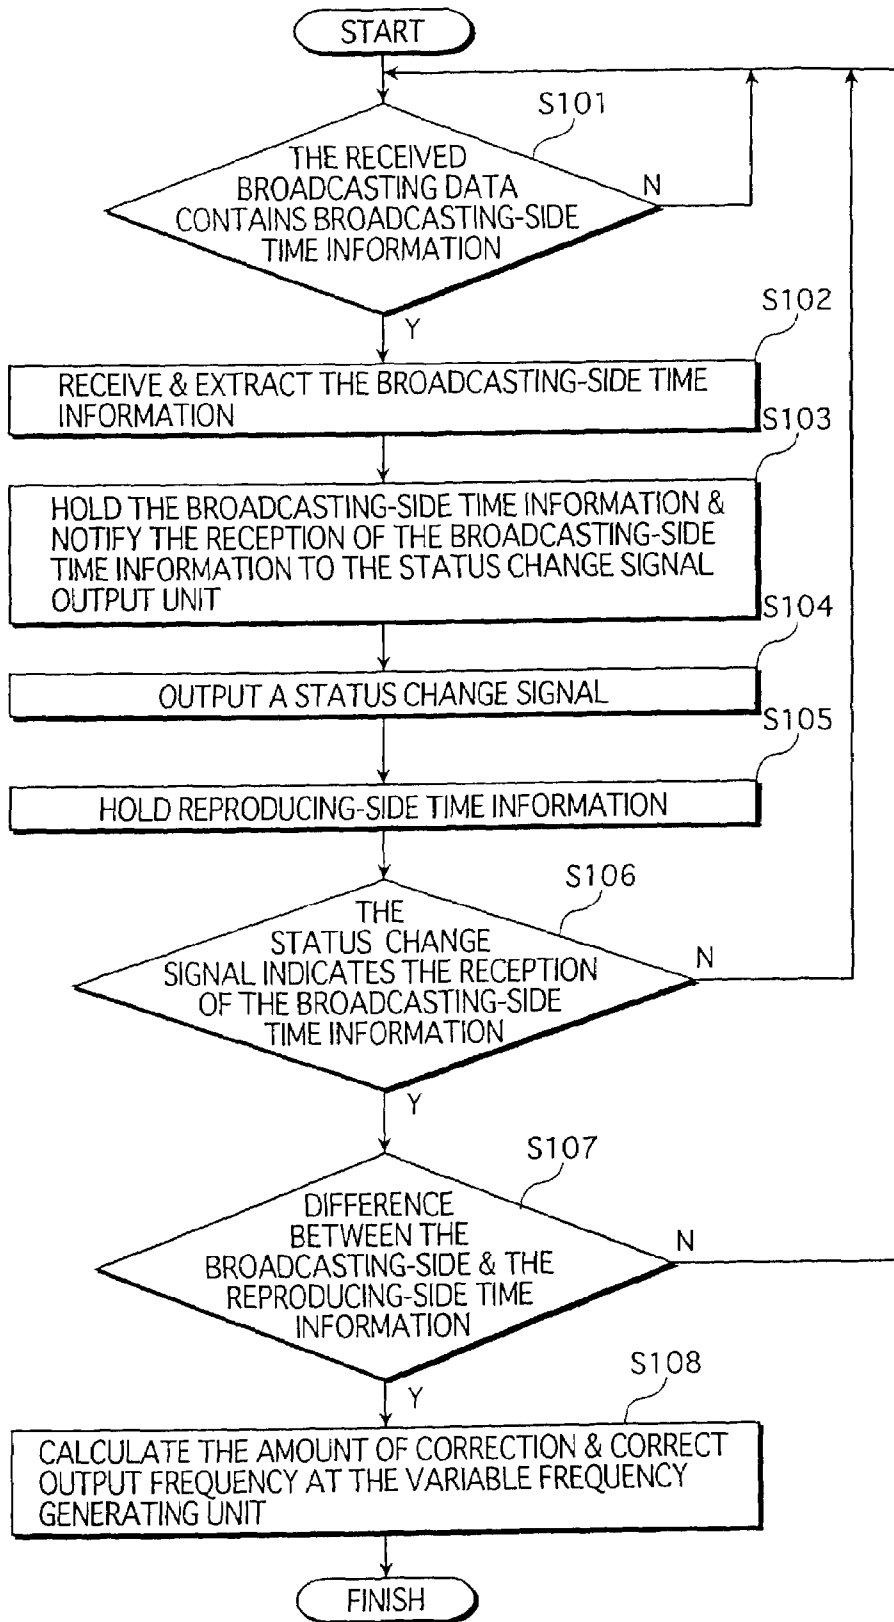 START
S101
THE RECEIVED
BROADCASTING DATA
CONTAINS BROADCASTING-SIDE
TIME INFORMATION
N
Y
S102
RECEIVE & EXTRACT THE BROADCASTING-SIDE TIME
INFORMATION
S103
HOLD THE BROADCASTING-SIDE TIME INFORMATION &
NOTIFY THE RECEPTION OF THE BROADCASTING-SIDE
TIME INFORMATION TO THE STATUS CHANGE SIGNAL
OUTPUT UNIT
S104
OUTPUT A STATUS CHANGE SIGNAL
S105
HOLD REPRODUCING-SIDE TIME INFORMATION
S106
THE
STATUS CHANGE
SIGNAL INDICATES THE RECEPTION
OF THE BROADCASTING-SIDE
TIME INFORMATION
N
Y
S107
DIFFERENCE
BETWEEN THE
BROADCASTING-SIDE & THE
REPRODUCING-SIDE TIME
INFORMATION
N
Y
S108
CALCULATE THE AMOUNT OF CORRECTION & CORRECT
OUTPUT FREQUENCY AT THE VARIABLE FREQUENCY
GENERATING UNIT
FINISH